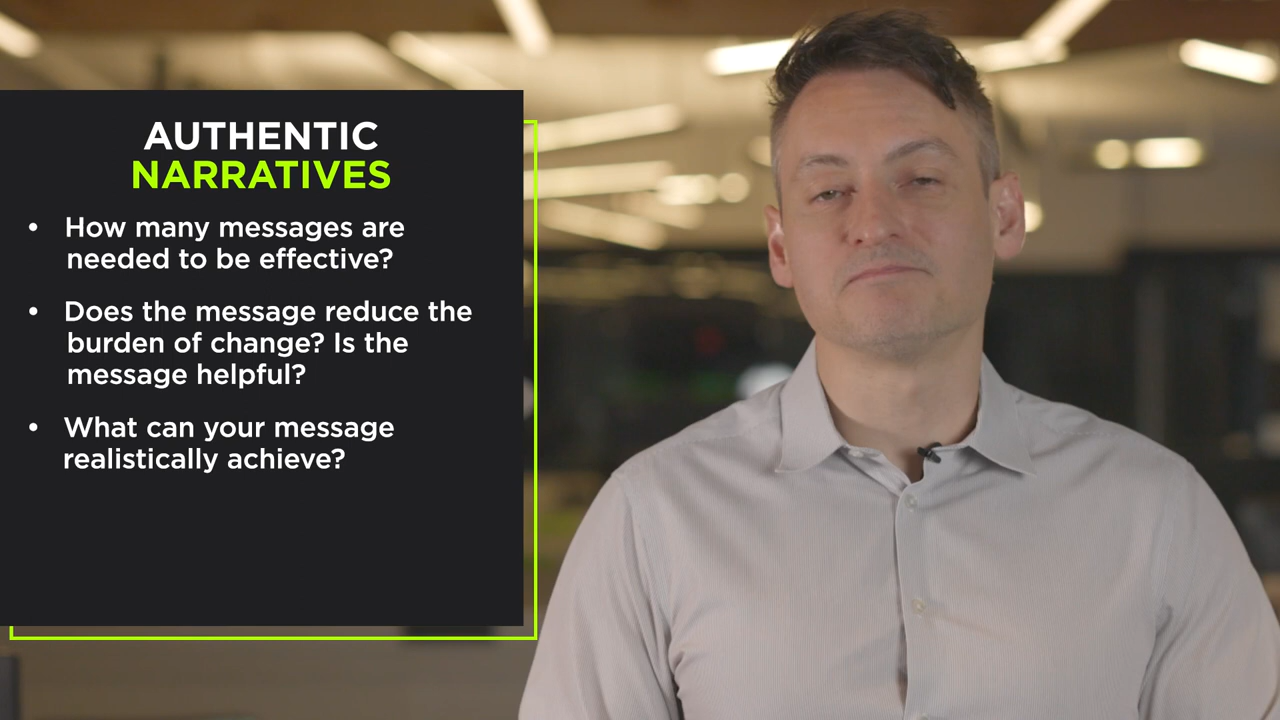 AUTHENTIC
NARRATIVES
• How many messages are
needed to be effective?
• Does the message reduce the
burden of change? Is the
message helpful?
• What can your message
realistically achieve?